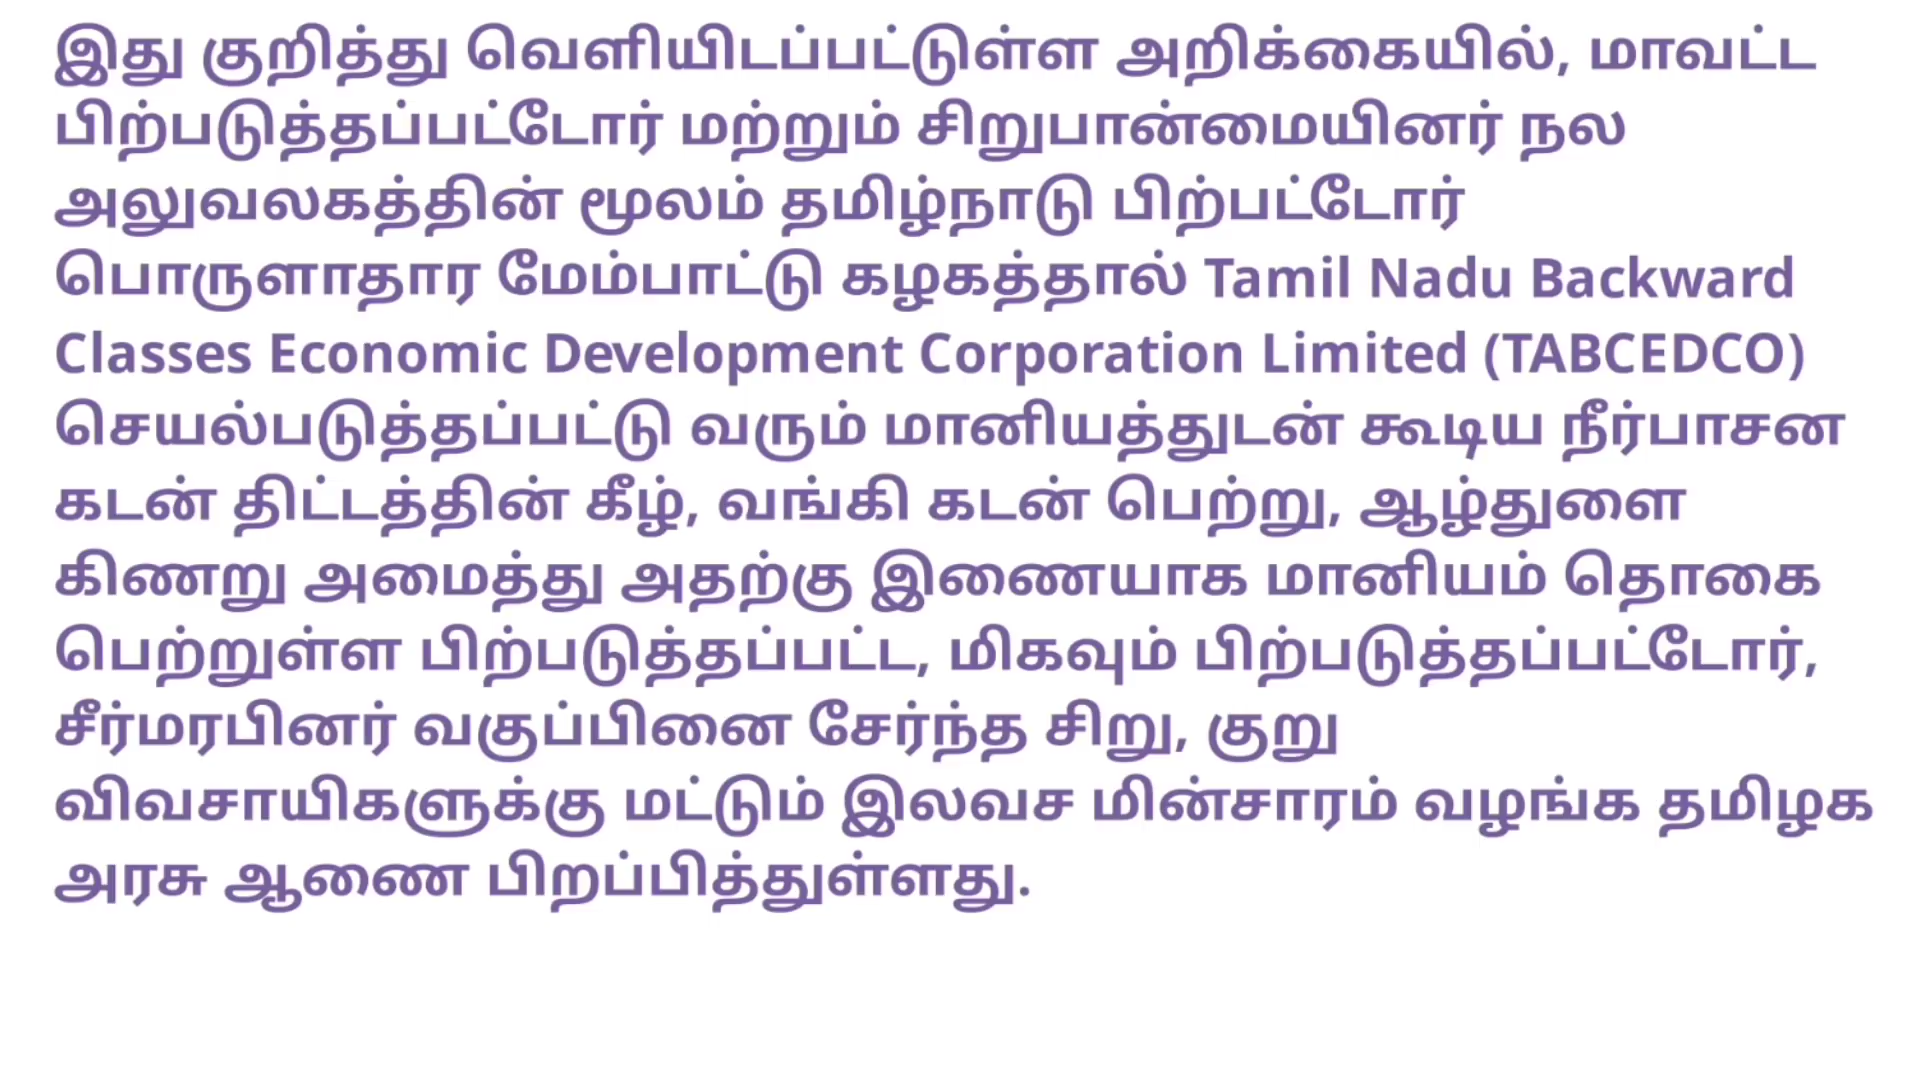 இது குறித்து வெளியிடப்பட்டுள்ள அறிக்கையில், மாவட்ட
பிற்படுத்தப்பட்டோர் மற்றும் சிறுபான்மையினர் நல
அலுவலகத்தின் மூலம் தமிழ்நாடு பிற்பட்டோர்
பொருளாதார மேம்பாட்டு கழகத்தால் Tamil Nadu Backward
Classes Economic Development Corporation Limited (TABCEDCO)
செயல்படுத்தப்பட்டு வரும் மானியத்துடன் கூடிய நீர்பாசன
கடன் திட்டத்தின் கீழ், வங்கி கடன் பெற்று, ஆழ்துளை
கிணறு அமைத்து அதற்கு இணையாக மானியம் தொகை
பெற்றுள்ள பிற்படுத்தப்பட்ட, மிகவும் பிற்படுத்தப்பட்டோர்,
சீர்மரபினர் வகுப்பினை சேர்ந்த சிறு, குறு
விவசாயிகளுக்கு மட்டும் இலவச மின்சாரம் வழங்க தமிழக
அரசு ஆணை பிறப்பித்துள்ளது.